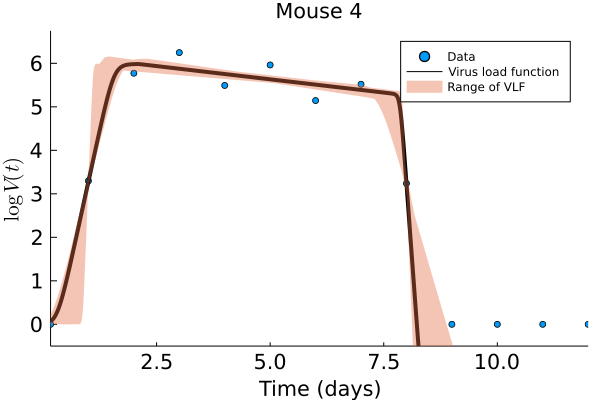 Mouse 4
Data
Virus load function
Range of VLF
6
5
4
3
2
1
0
log V(t)
2.5 5.0 7.5 10.0
Time (days)